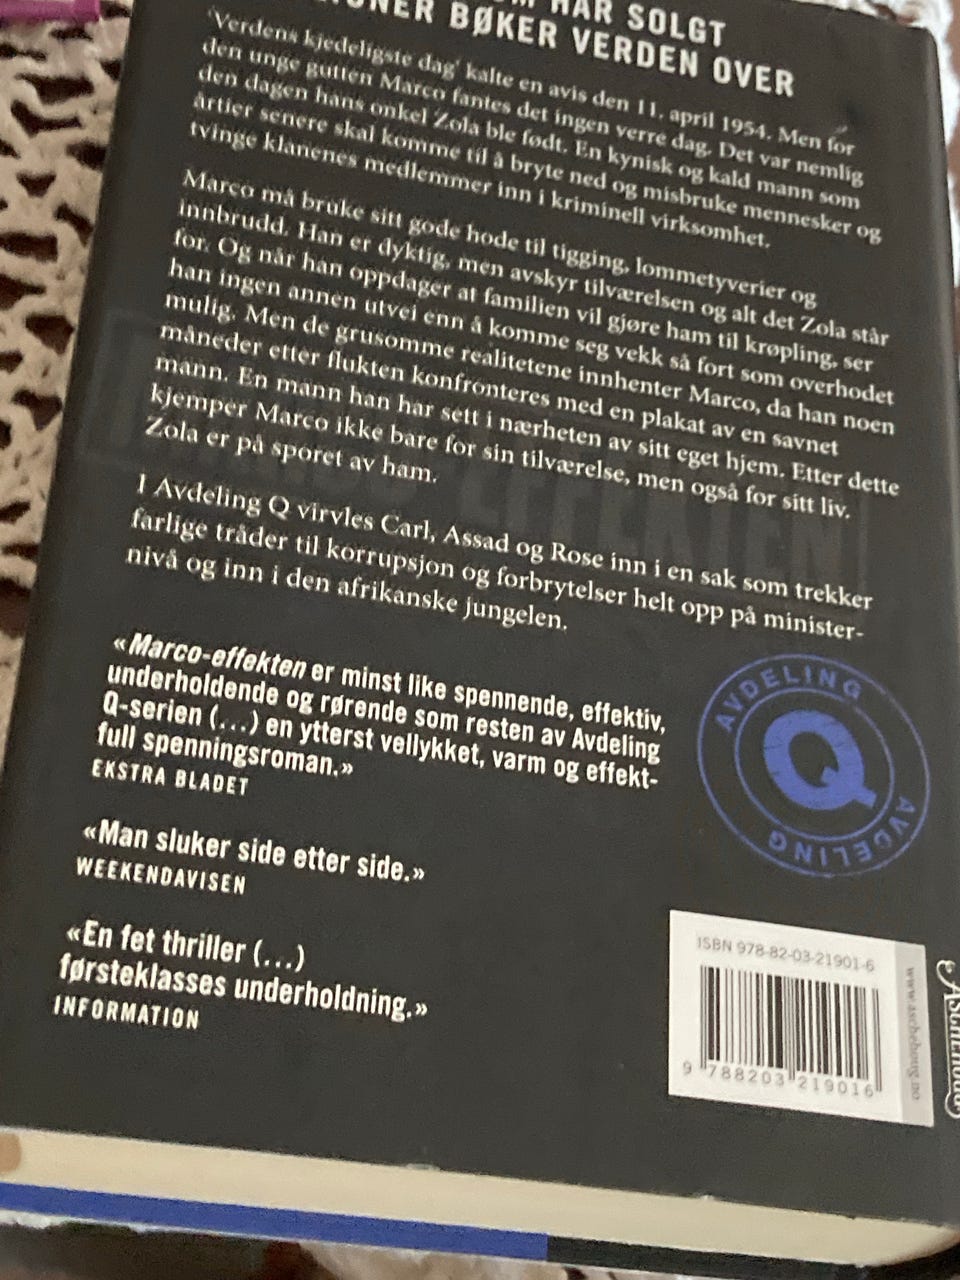 HAR SOLGT
BØKER VERDEN OVER
'Verdens kjedeligste dag' kalte en avis den 11. april 1954. Men for
den unge gutten Marco fantes det ingen verre dag. Det var nemlig
den dagen hans onkel Zola ble født. En kynisk og kald mann som
årtier senere skal komme til å bryte ned og misbruke mennesker og
tvinge klanenes medlemmer inn i kriminell virksomhet.
Marco må bruke sitt gode hode til tigging, lommetyverier og
innbrudd. Han er dyktig, men avskyr tilværelsen og alt det Zola står
for. Og når han oppdager at familien vil gjøre ham til krøpling, ser
han ingen annen utvei enn å komme seg vekk så fort som overhodet
mulig. Men de grusomme realitetene innhenter Marco, da han noen
måneder etter flukten konfronteres med en plakat av en savnet
mann. En mann han har sett i nærheten av sitt eget hjem. Etter dette
kjemper Marco ikke bare for sin tilværelse, men også for sitt liv.
Zola er på sporet av ham.
I Avdeling Q virvles Carl, Assad og Rose inn i en sak som trekker
farlige tråder til korrupsjon og forbrytelser helt opp på minister-
nivå og inn i den afrikanske jungelen.
«Marco-effekten er minst like spennende, effektiv,
underholdende og rørende som resten av Avdeling
Q-serien (...) en ytterst vellykket, varm og effekt-
full spenningsroman.»
EKSTRA BLADET
«Man sluker side etter side.»
WEEKENDAVISEN
«En fet thriller (...)
førsteklasses underholdning.»
INFORMATION
AVDELING
Q
AVDELING
ISBN 978-82-03-21901-6
9 788203 219016
www.aschehoug.no